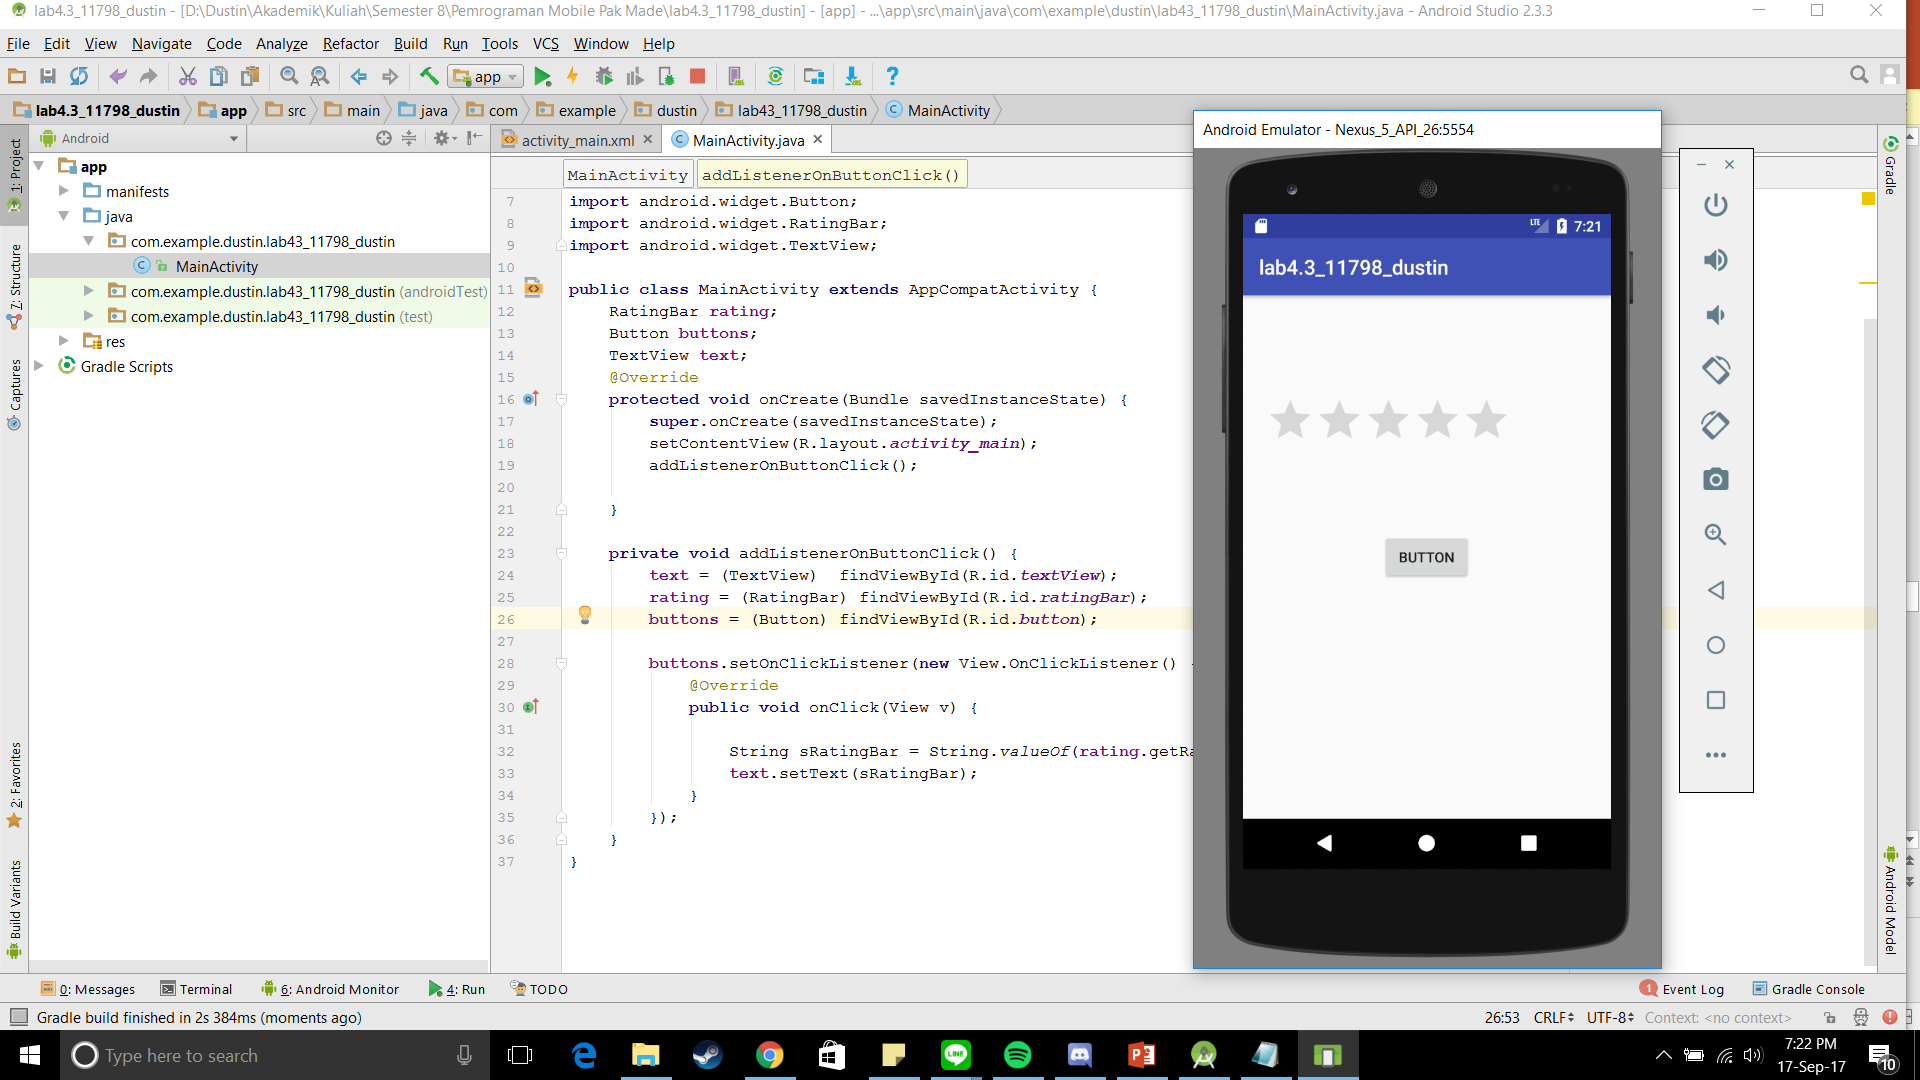 lab4.3_11798_dustin - [D:\Dustin\Akademik\Kuliah\Semester 8\Pemrograman Mobile Pak Made\lab4.3_11798_dustin] - [app] - ...\app\src\main\java\com\example\dustin\lab43_11798_dustin\MainActivity.java - Android Studio 2.3.3
File Edit View Navigate Code Analyze Refactor Build Run Tools VCS Window Help
app
lab4.3_11798_dustin app src main java com example dustin lab43_11798_dustin MainActivity
Android
activity_main.xml MainActivity.java
1: Project
7: Structure
Captures
2: Favorites
Build Variants
app
manifests
java
com.example.dustin.lab43_11798_dustin
MainActivity
com.example.dustin.lab43_11798_dustin (androidTest)
com.example.dustin.lab43_11798_dustin (test)
res
Gradle Scripts
MainActivity addListenerOnButtonClick()
7 import android.widget.Button;
8 import android.widget.RatingBar;
9 import android.widget.TextView;
10
11 public class MainActivity extends AppCompatActivity {
12 RatingBar rating;
13 Button buttons;
14 TextView text;
15 @Override
16 protected void onCreate(Bundle savedInstanceState) {
17 super.onCreate(savedInstanceState);
18 setContentView(R.layout.activity_main);
19 addListenerOnButtonClick();
20
21 }
22
23 private void addListenerOnButtonClick() {
24 text = (TextView)  findViewById(R.id.textView);
25 rating = (RatingBar) findViewById(R.id.ratingBar);
26 buttons = (Button) findViewById(R.id.button);
27
28 buttons.setOnClickListener(new View.OnClickListener() {
29 @Override
30 public void onClick(View v) {
31
32 String sRatingBar = String.valueOf(rating.getRa
33 text.setText(sRatingBar);
34 }
35 });
36 }
37 }
Android Emulator - Nexus_5_API_26:5554
LTE 7:21
lab4.3_11798_dustin
BUTTON
Gradle
Android Model
0: Messages Terminal 6: Android Monitor 4: Run TODO
1 Event Log Gradle Console
Gradle build finished in 2s 384ms (moments ago)
26:53 CRLF UTF-8 Context: <no context>
Type here to search
LINE
7:22 PM
17-Sep-17
10